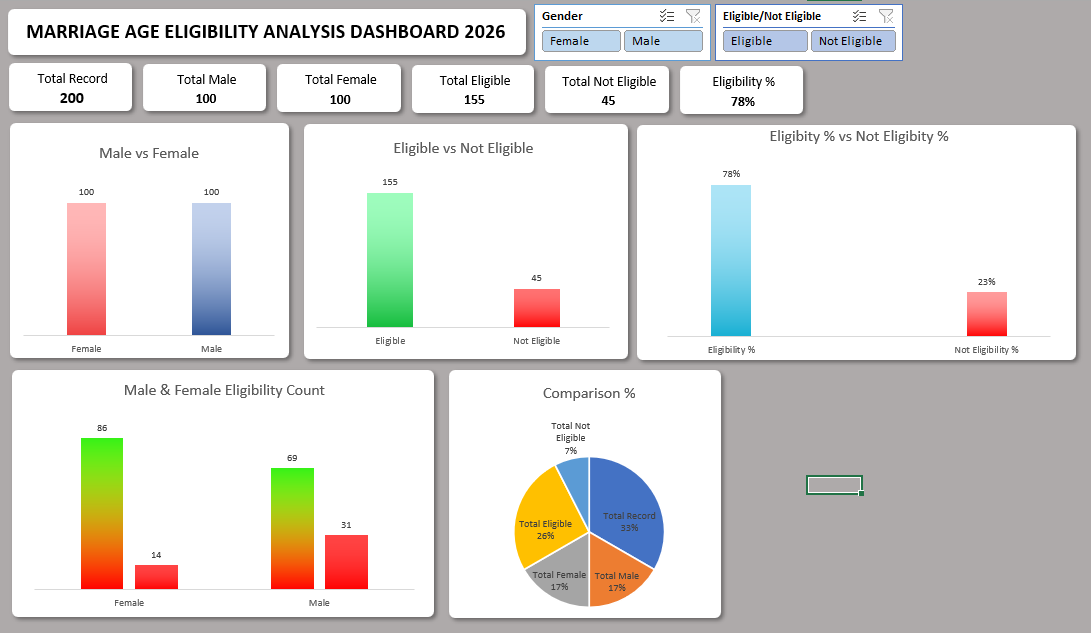 MARRIAGE AGE ELIGIBILITY ANALYSIS DASHBOARD 2026
Gender
Female
Male
Eligible/Not Eligible
Eligible
Not Eligible
Total Record
200
Total Male
100
Total Female
100
Total Eligible
155
Total Not Eligible
45
Eligibility %
78%
Male vs Female
100
100
Female
Male
Eligible vs Not Eligible
155
45
Eligible
Not Eligible
Eligibity % vs Not Eligibity %
78%
23%
Eligibility %
Not Eligibility %
Male & Female Eligibility Count
86
14
69
31
Female
Male
Comparison %
Total Not
Eligible
7%
Total Record
33%
Total Eligible
26%
Total Female
17%
Total Male
17%